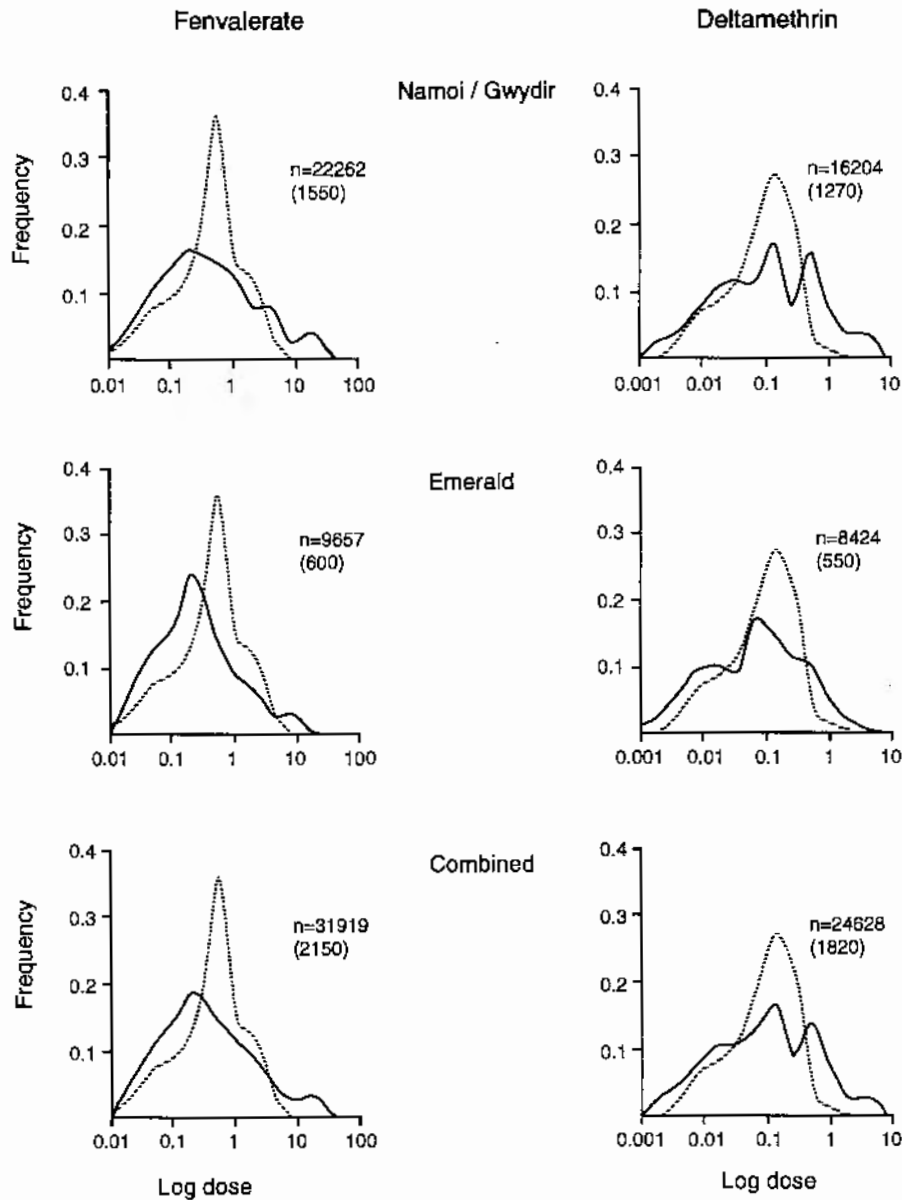 Fenvalerate
Deltamethrin
Namoi / Gwydir
Frequency
0.4
0.3
0.2
0.1
n=22262
(1550)
0.01 0.1 1 10 100
0.4
0.3
0.2
0.1
n=16204
(1270)
0.001 0.01 0.1 1 10
Emerald
Frequency
0.4
0.3
0.2
0.1
n=9657
(600)
0.01 0.1 1 10 100
0.4
0.3
0.2
0.1
n=8424
(550)
0.001 0.01 0.1 1 10
Combined
Frequency
0.4
0.3
0.2
0.1
n=31919
(2150)
0.01 0.1 1 10 100
Log dose
0.4
0.3
0.2
0.1
n=24628
(1820)
0.001 0.01 0.1 1 10
Log dose